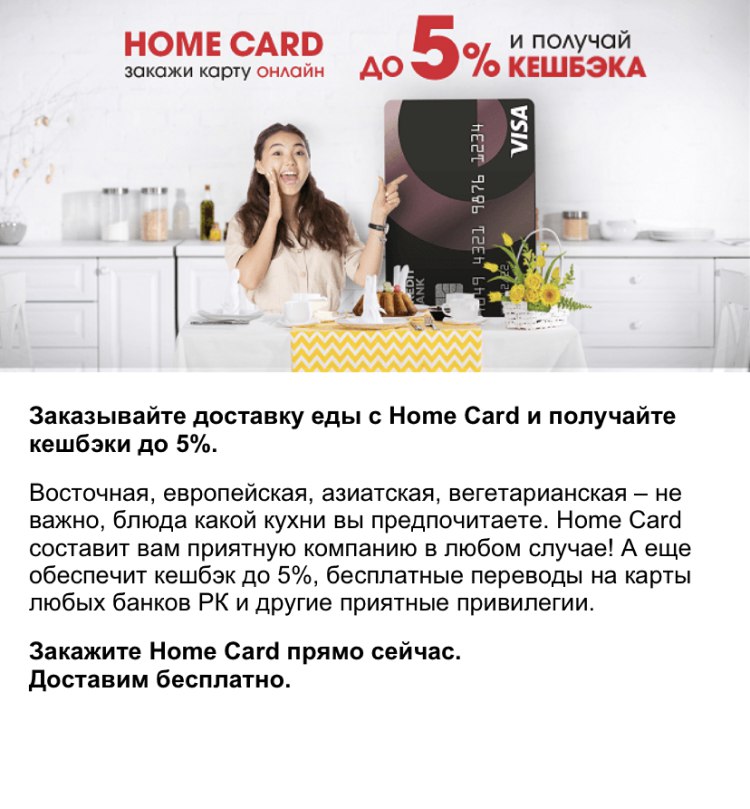 HOME CARD
закажи карту онлайн
и получай
до 5% КЕШБЭКА
VISA
4321 9876 1234
Заказывайте доставку еды с Home Card и получайте
кешбэки до 5%.
Восточная, европейская, азиатская, вегетарианская – не
важно, блюда какой кухни вы предпочитаете. Home Card
составит вам приятную компанию в любом случае! А еще
обеспечит кешбэк до 5%, бесплатные переводы на карты
любых банков РК и другие приятные привилегии.
Закажите Home Card прямо сейчас.
Доставим бесплатно.